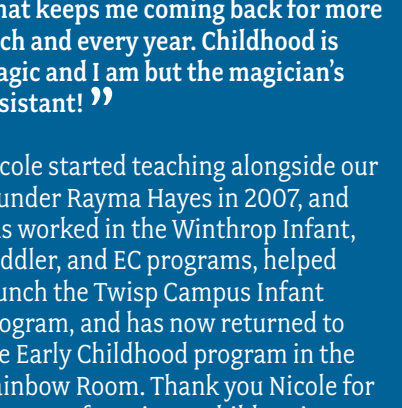 hat keeps me coming back for more
ch and every year. Childhood is
agic and I am but the magician's
sistant! ”
cole started teaching alongside our
under Rayma Hayes in 2007, and
s worked in the Winthrop Infant,
ddler, and EC programs, helped
unch the Twisp Campus Infant
ogram, and has now returned to
e Early Childhood program in the
ainbow Room. Thank you Nicole for